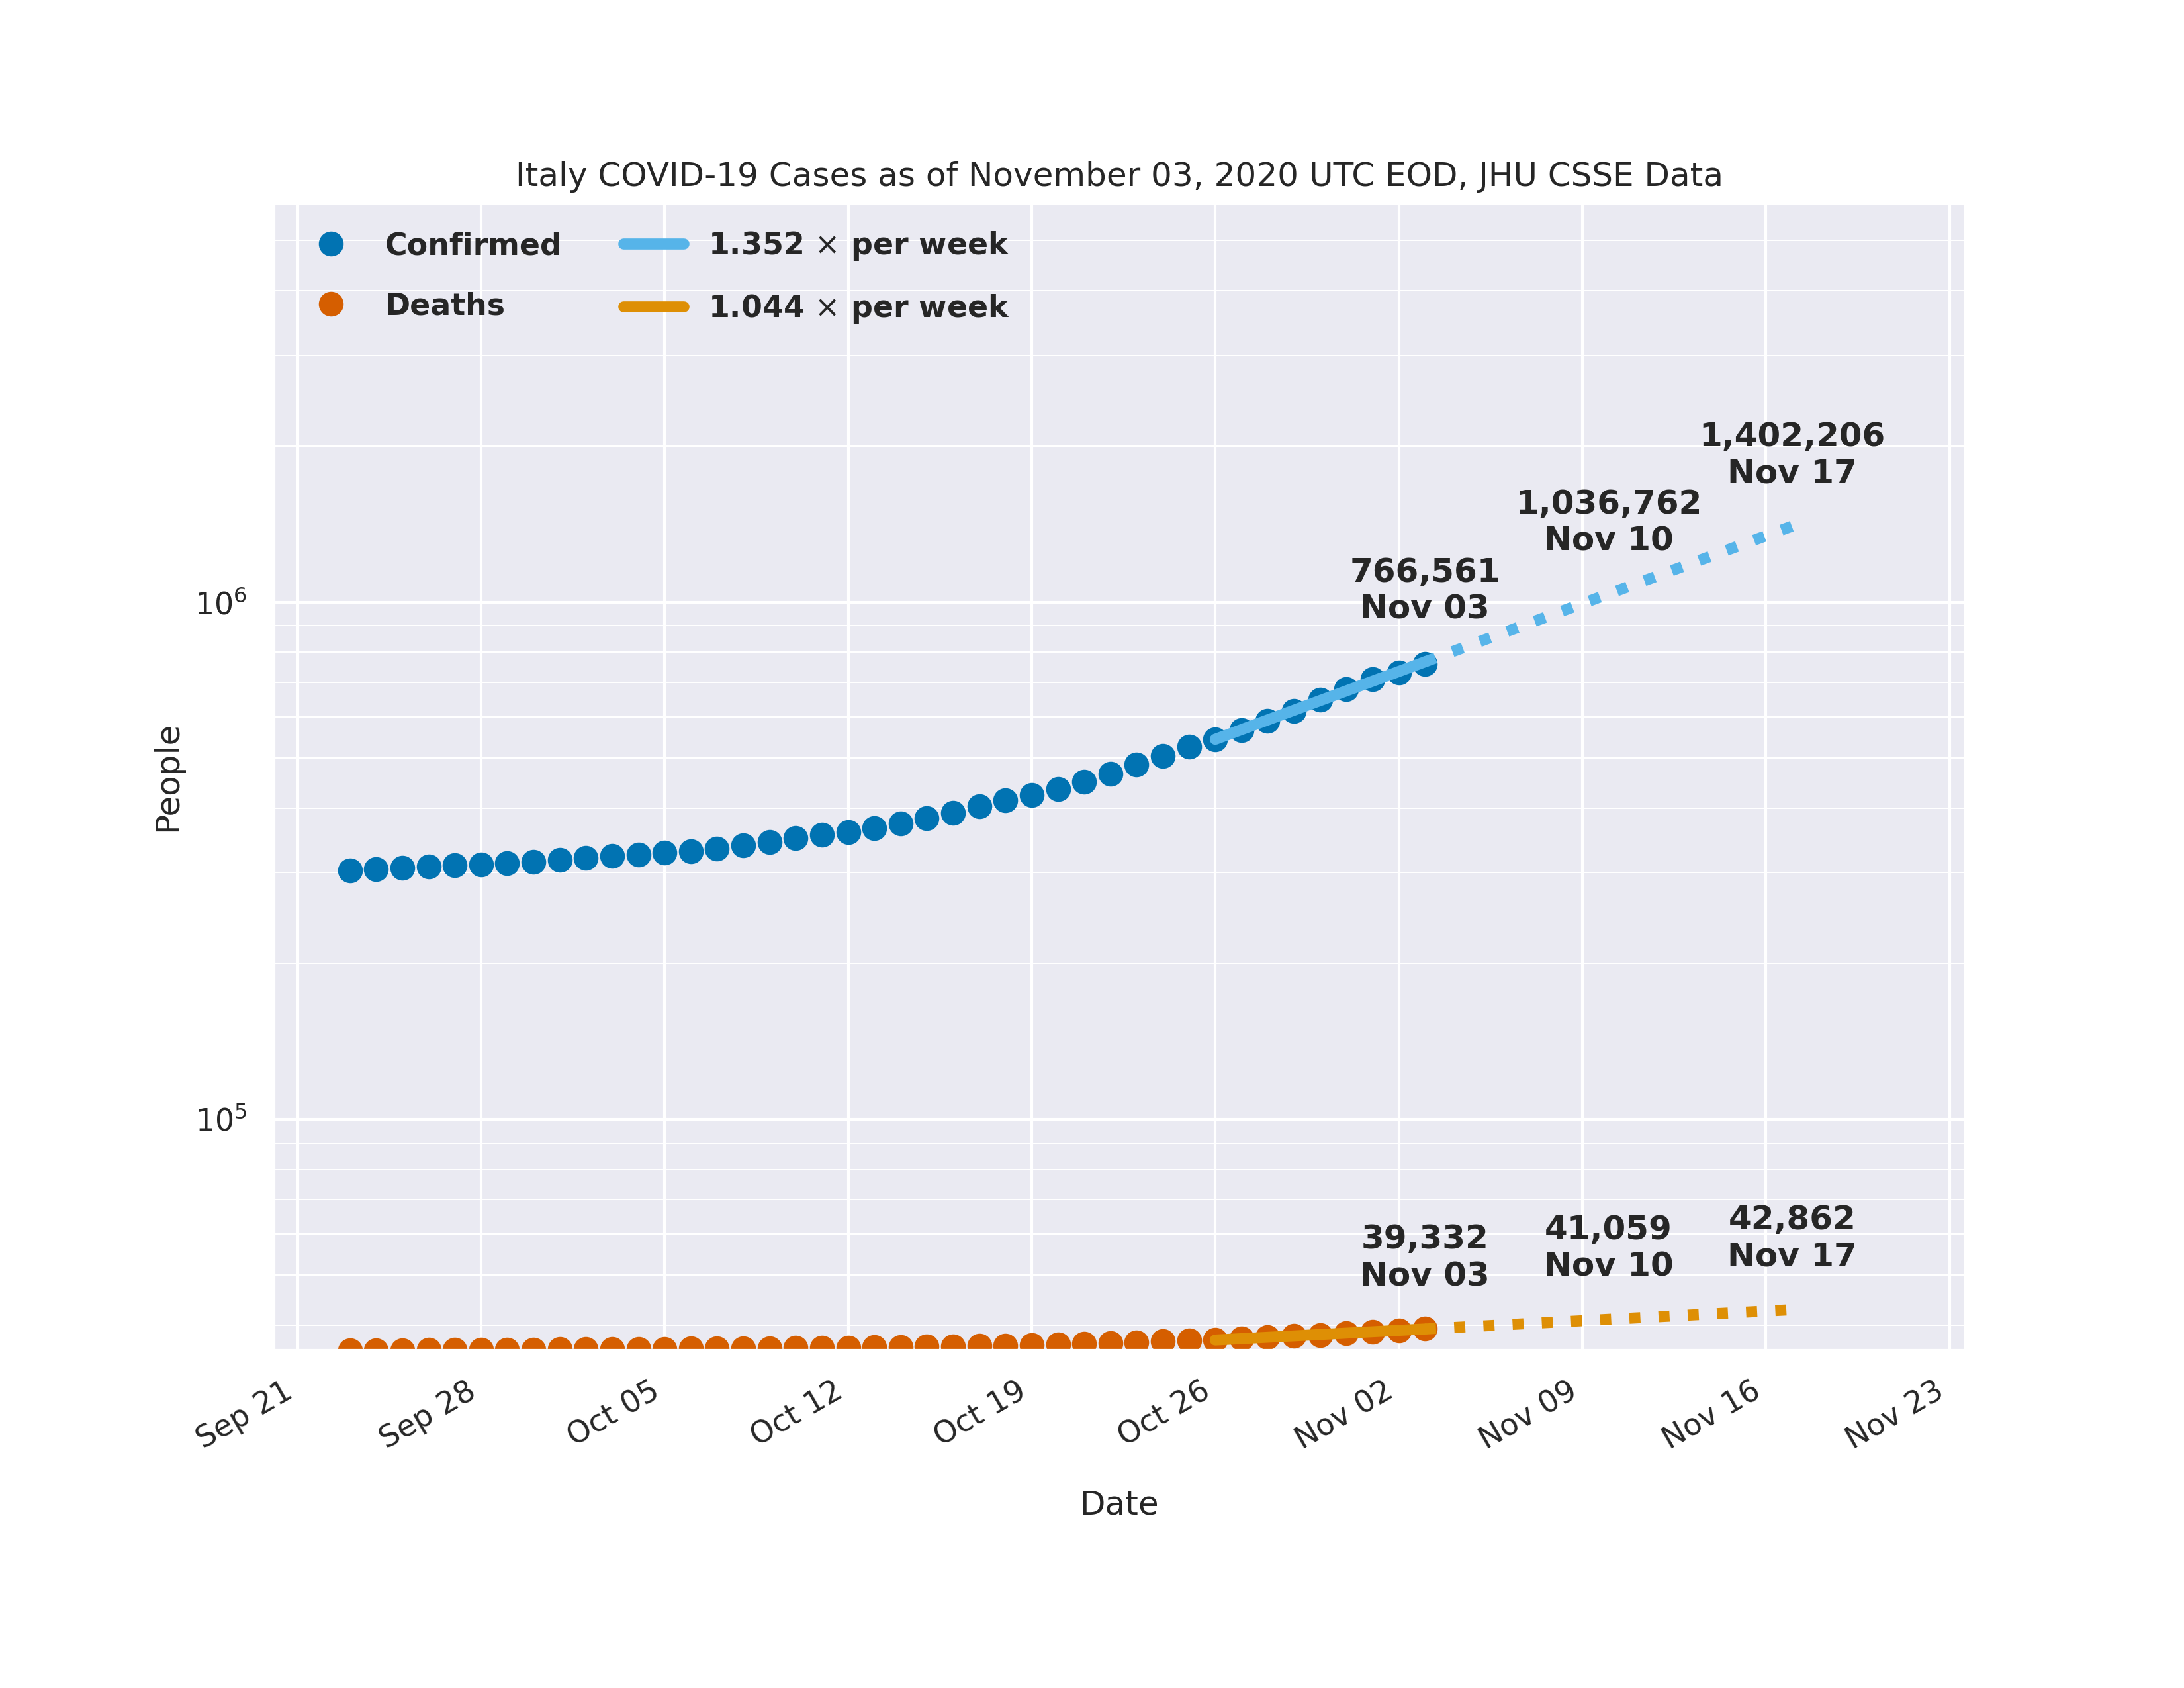 Italy COVID-19 Cases as of November 03, 2020 UTC EOD, JHU CSSE Data
Confirmed
Deaths
1.352 × per week
1.044 × per week
1,402,206
Nov 17
1,036,762
Nov 10
766,561
Nov 03
10⁶
10⁵
People
39,332
Nov 03
41,059
Nov 10
42,862
Nov 17
Sep 21
Sep 28
Oct 05
Oct 12
Oct 19
Oct 26
Nov 02
Nov 09
Nov 16
Nov 23
Date